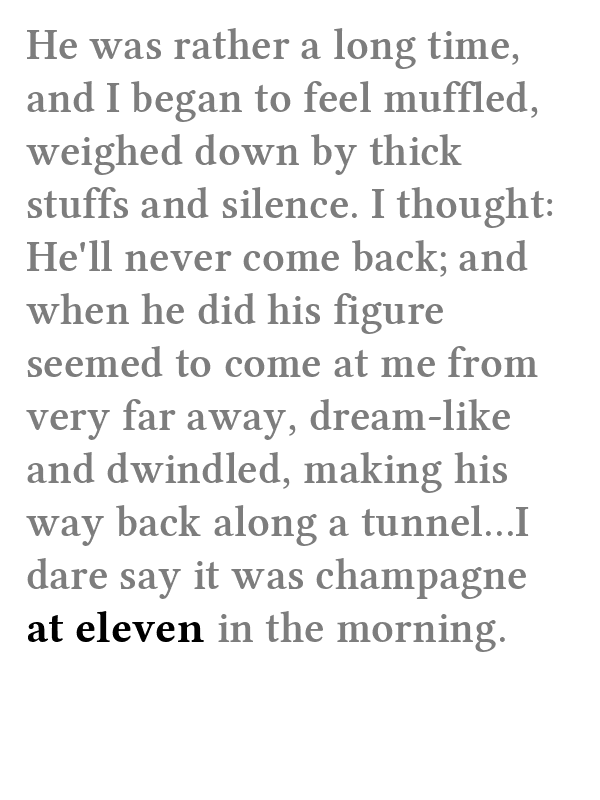 He was rather a long time,
and I began to feel muffled,
weighed down by thick
stuffs and silence. I thought:
He'll never come back; and
when he did his figure
seemed to come at me from
very far away, dream-like
and dwindled, making his
way back along a tunnel...I
dare say it was champagne
at eleven in the morning.